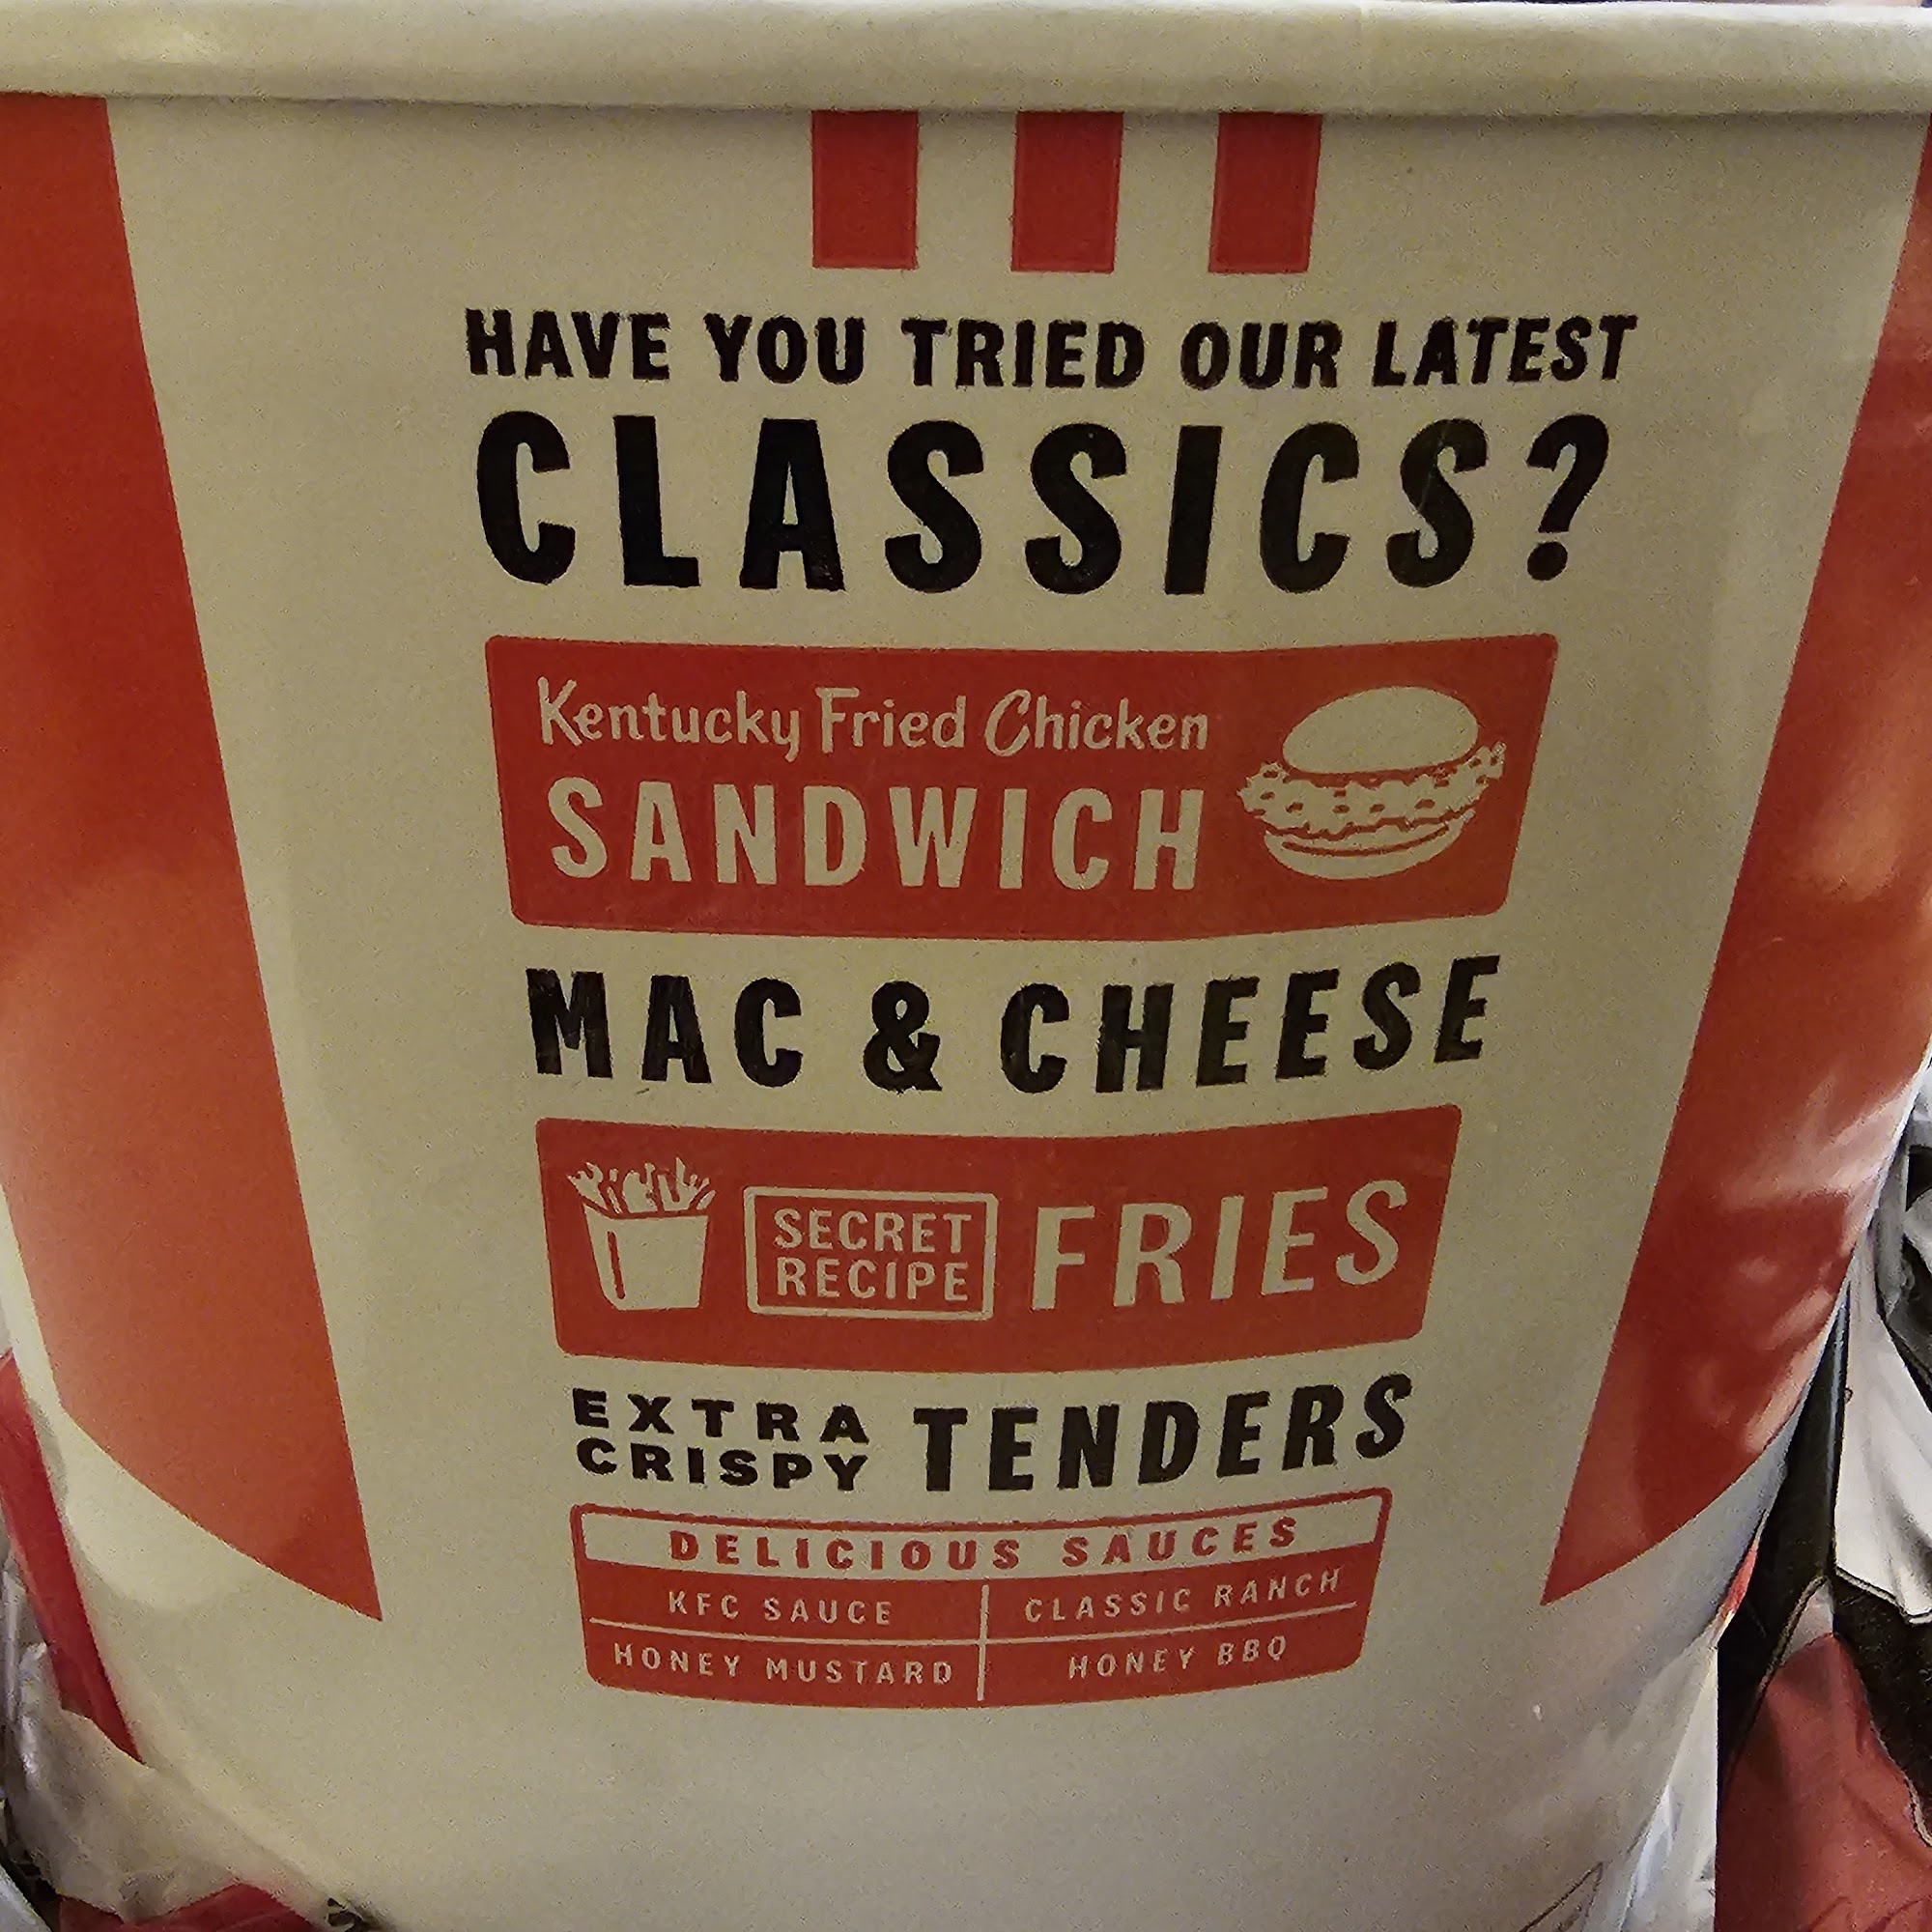 HAVE YOU TRIED OUR LATEST
CLASSICS?
Kentucky Fried Chicken
SANDWICH
MAC & CHEESE
SECRET
RECIPE
FRIES
EXTRA
CRISPY
TENDERS
DELICIOUS SAUCES
KFC SAUCE
CLASSIC RANCH
HONEY MUSTARD
HONEY BBQ